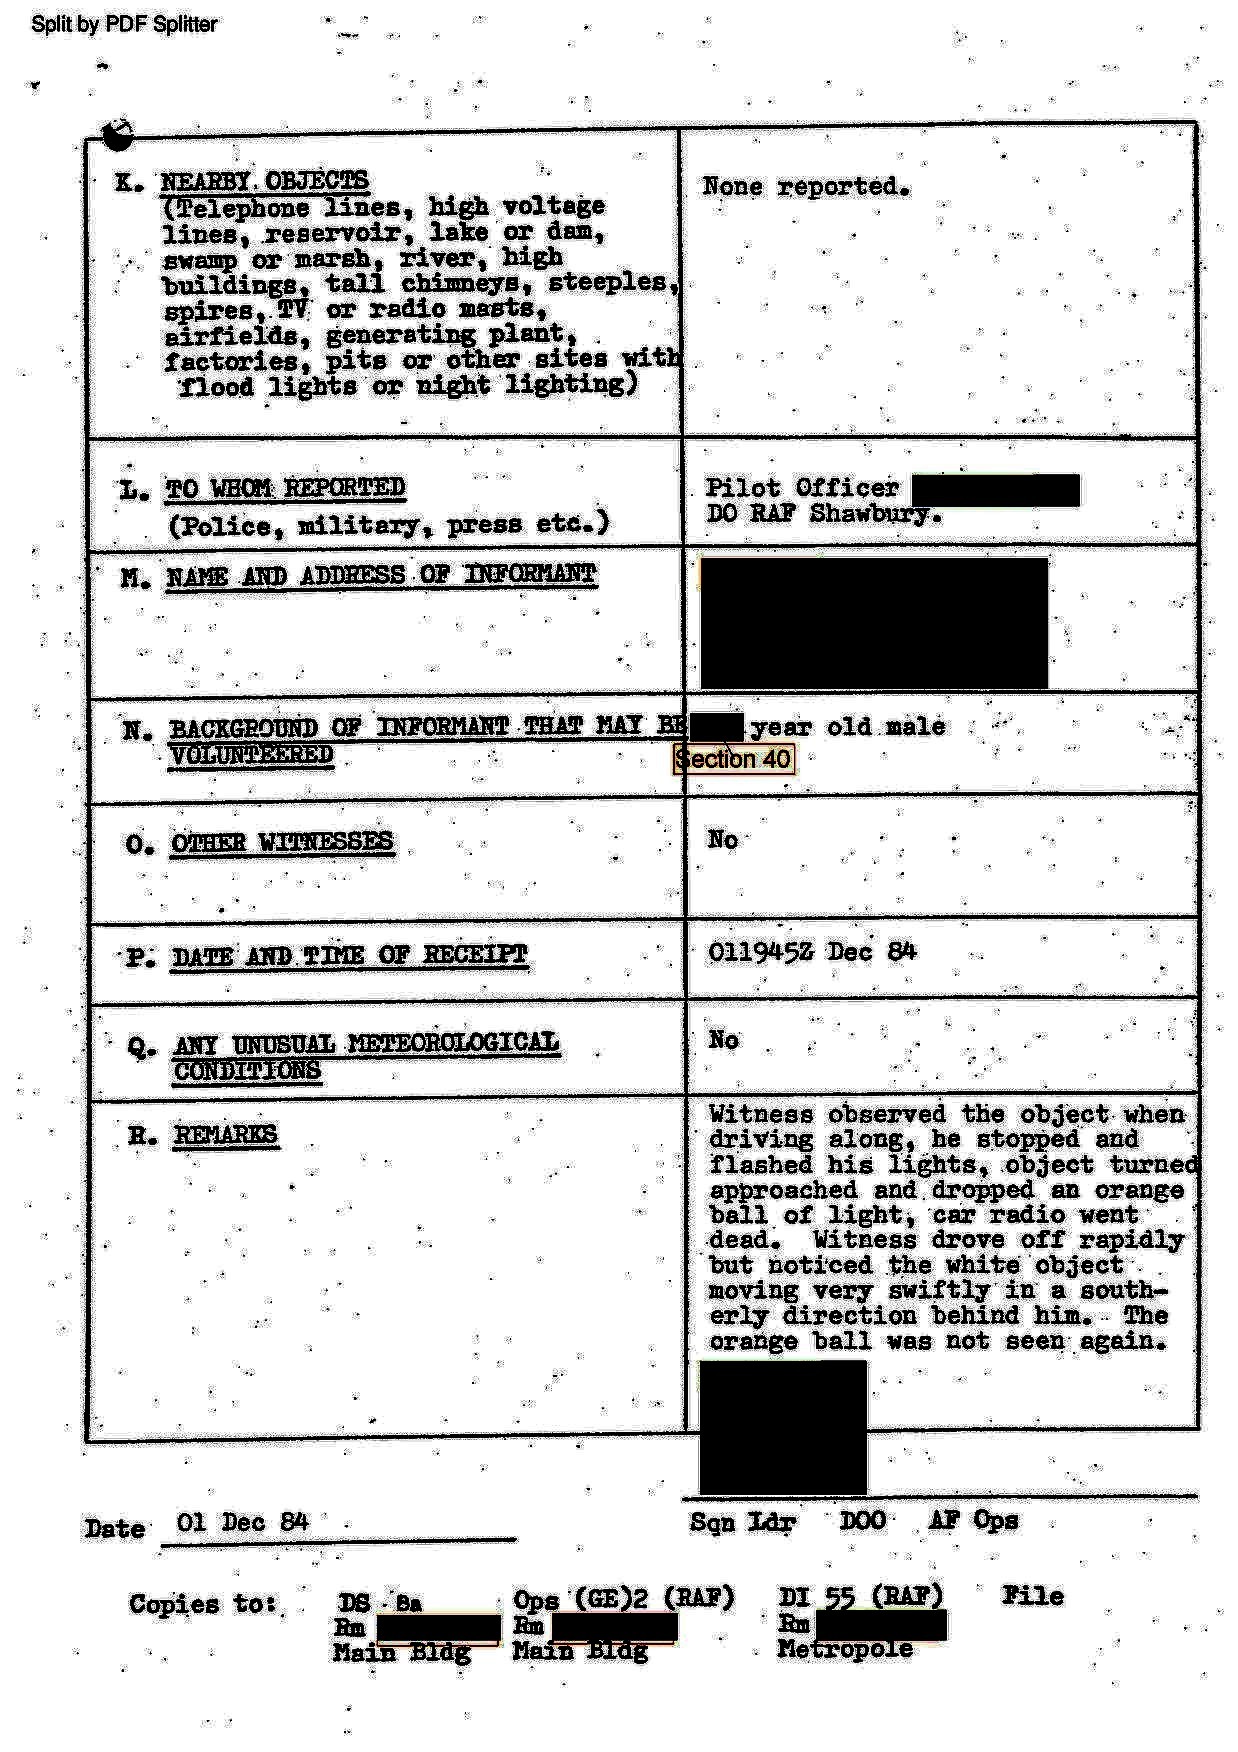 Split by PDF Splitter
K. NEARBY OBJECTS
(Telephone lines, high voltage
lines, reservoir, lake or dam,
swamp or marsh, river, high
buildings, tall chimneys, steeples,
spires, TV or radio masts,
airfields, generating plant,
factories, pits or other sites with
flood lights or night lighting)
None reported.
L. TO WHOM REPORTED
(Police, military, press etc.)
Pilot Officer
DO RAF Shawbury.
M. NAME AND ADDRESS OF INFORMANT
N. BACKGROUND OF INFORMANT THAT MAY BE
VOLUNTEERED
year old male
Section 40
O. OTHER WITNESSES
No
P. DATE AND TIME OF RECEIPT
011945Z Dec 84
Q. ANY UNUSUAL METEOROLOGICAL
CONDITIONS
No
R. REMARKS
Witness observed the object when
driving along, he stopped and
flashed his lights, object turned
approached and dropped an orange
ball of light, car radio went
dead. Witness drove off rapidly
but noticed the white object
moving very swiftly in a south-
erly direction behind him. The
orange ball was not seen again.
Date 01 Dec 84
Sqn Ldr DOO AF Ops
Copies to: DS 8a Ops (GE)2 (RAF) DI 55 (RAF) File
Rm Rm Rm
Main Bldg Main Bldg Metropole